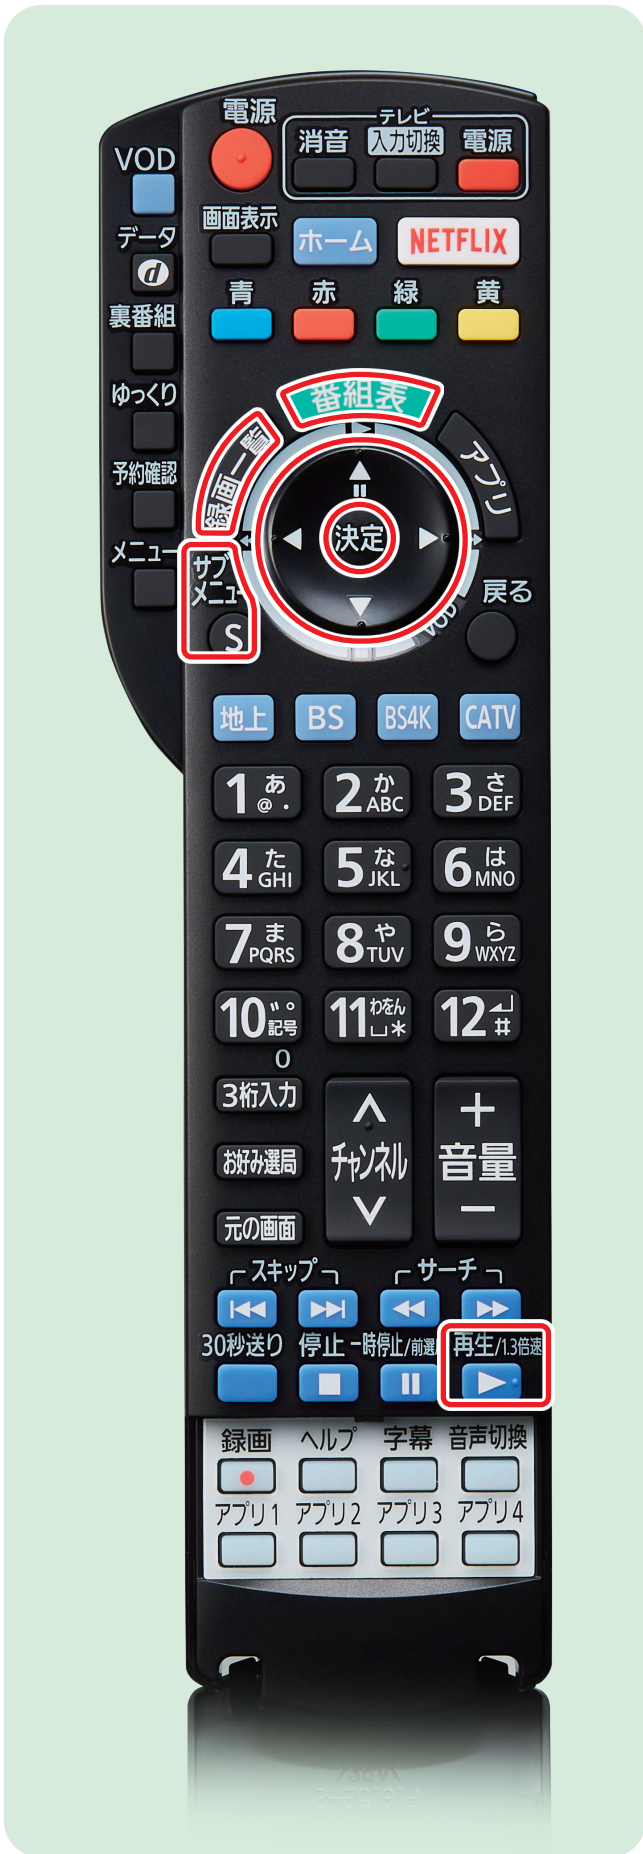 電源
テレビ
消音 入力切換 電源
VOD
画面表示 ホーム NETFLIX
データ
d
青 赤 緑 黄
裏番組
ゆっくり
番組表
録画一覧
アプリ
予約確認
決定
メニュー
サブ
メニュー
S
戻る
VOD
地上 BS BS4K CATV
1 あ @ .
2 か ABC
3 さ DEF
4 た GHI
5 な JKL
6 は MNO
7 ま PQRS
8 や TUV
9 ら WXYZ
10 ゛゜ 記号
11 わをん ␣*
12 #
0
3桁入力
お好み選局
チャンネル
+
音量
−
元の画面
スキップ サーチ
30秒送り 停止 一時停止/前選 再生/1.3倍速
録画 ヘルプ 字幕 音声切換
アプリ1 アプリ2 アプリ3 アプリ4